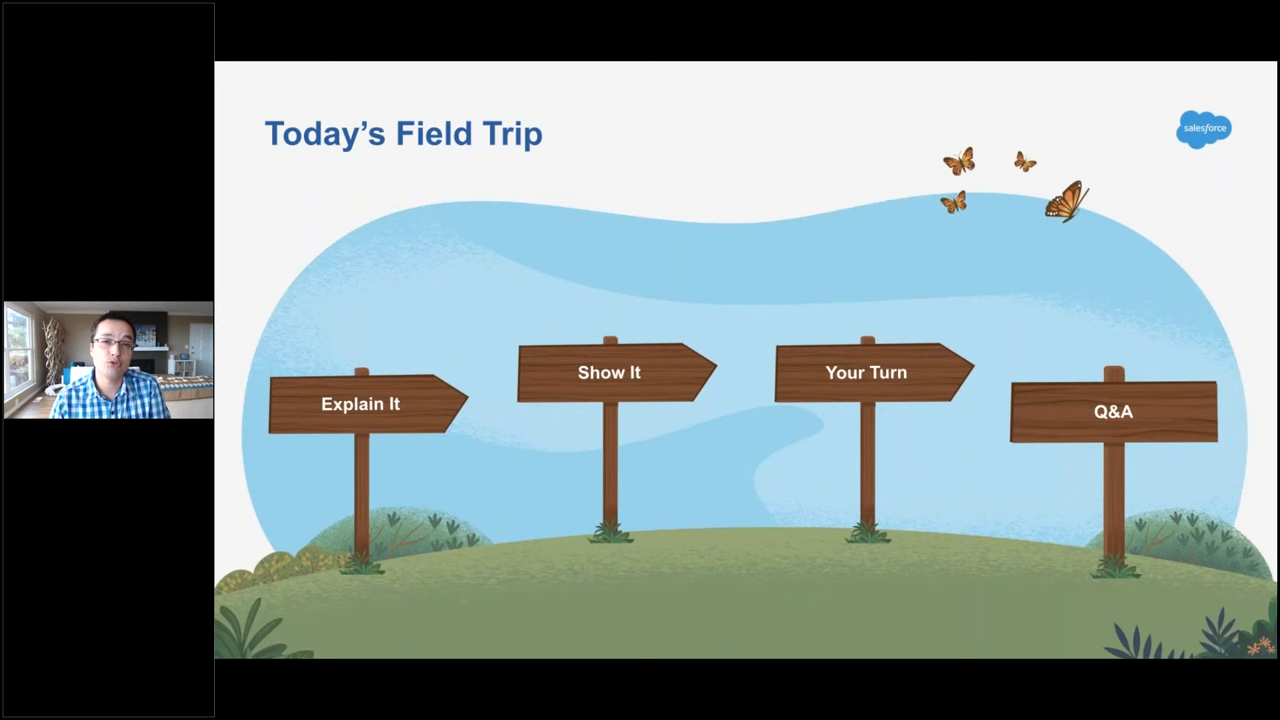 Today's Field Trip
salesforce
Explain It
Show It
Your Turn
Q&A